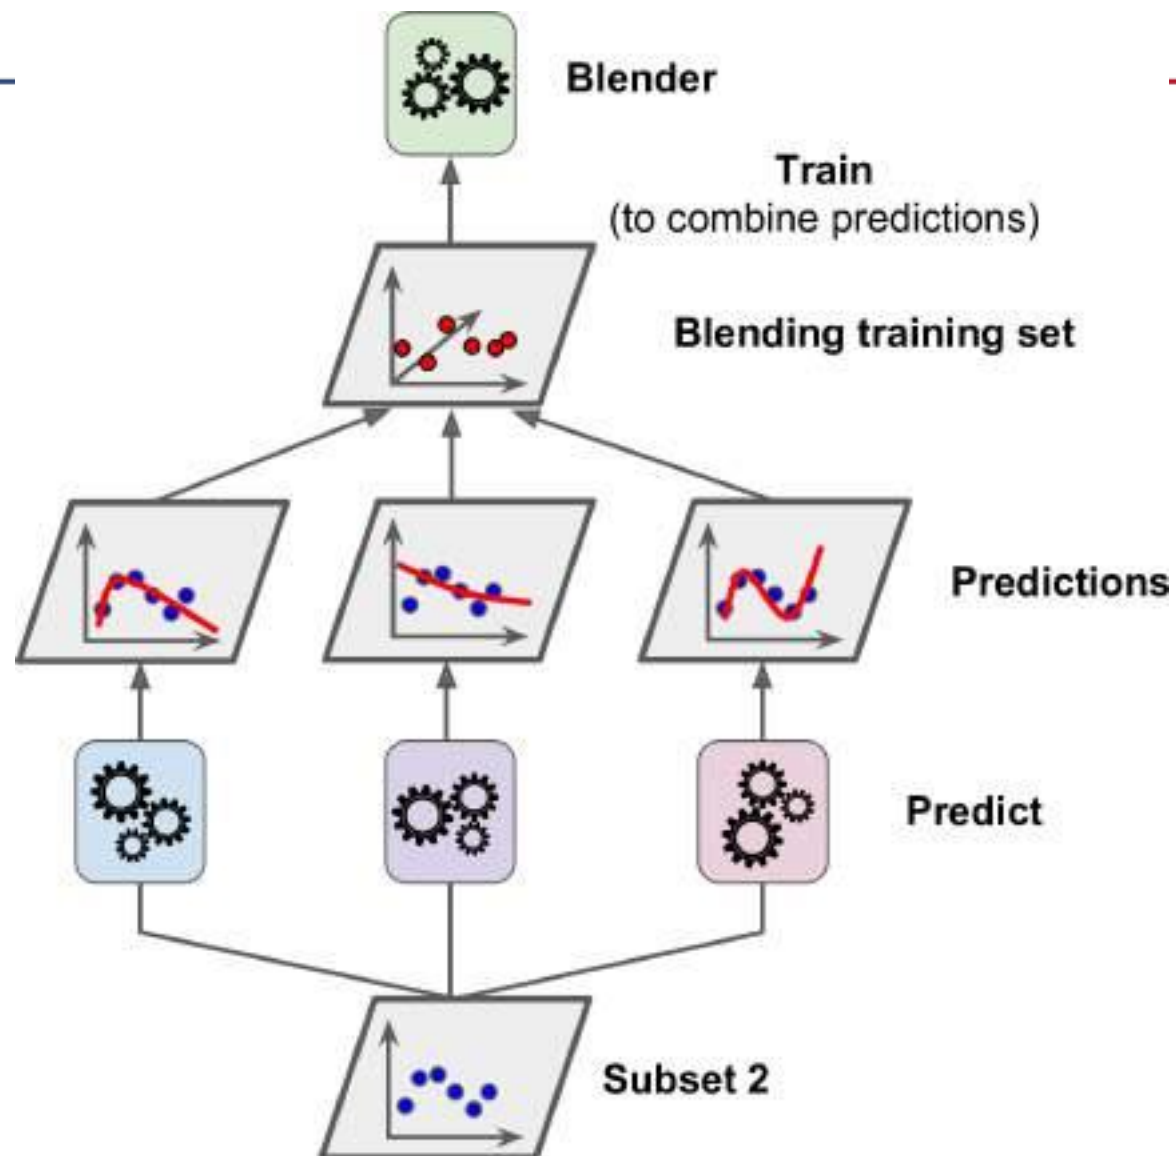 Blender
Train
(to combine predictions)
Blending training set
Predictions
Predict
Subset 2